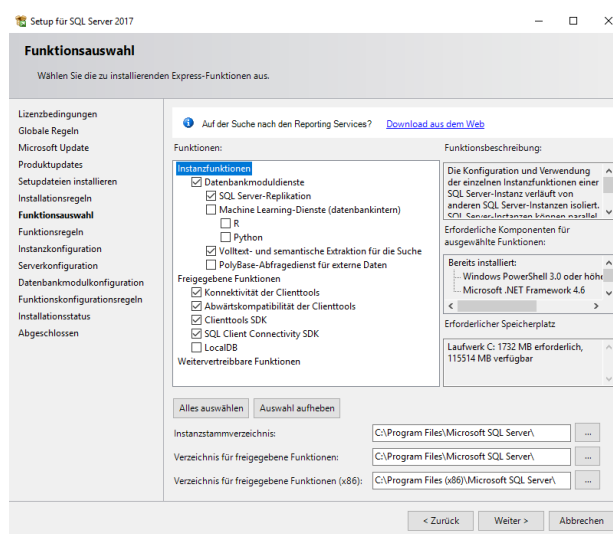 Setup für SQL Server 2017
Funktionsauswahl
Wählen Sie die zu installierenden Express-Funktionen aus.
Lizenzbedingungen
Globale Regeln
Microsoft Update
Produktupdates
Setupdateien installieren
Installationsregeln
Funktionsauswahl
Funktionsregeln
Instanzkonfiguration
Serverkonfiguration
Datenbankmodulkonfiguration
Funktionskonfigurationsregeln
Installationsstatus
Abgeschlossen
Auf der Suche nach den Reporting Services? Download aus dem Web
Funktionen:
Instanzfunktionen
Datenbankmoduldienste
SQL Server-Replikation
Machine Learning-Dienste (datenbankintern)
R
Python
Volltext- und semantische Extraktion für die Suche
PolyBase-Abfragedienst für externe Daten
Freigegebene Funktionen
Konnektivität der Clienttools
Abwärtskompatibilität der Clienttools
Clienttools SDK
SQL Client Connectivity SDK
LocalDB
Weitervertreibbare Funktionen
Funktionsbeschreibung:
Die Konfiguration und Verwendung
der einzelnen Instanzfunktionen einer
SQL Server-Instanz verläuft von
anderen SQL Server-Instanzen isoliert.
SQL Server-Instanzen können parallel
Erforderliche Komponenten für
ausgewählte Funktionen:
Bereits installiert:
Windows PowerShell 3.0 oder höhe
Microsoft .NET Framework 4.6
Erforderlicher Speicherplatz
Laufwerk C: 1732 MB erforderlich,
115514 MB verfügbar
Alles auswählen Auswahl aufheben
Instanzstammverzeichnis: C:\Program Files\Microsoft SQL Server\ ...
Verzeichnis für freigegebene Funktionen: C:\Program Files\Microsoft SQL Server\ ...
Verzeichnis für freigegebene Funktionen (x86): C:\Program Files (x86)\Microsoft SQL Server\ ...
< Zurück Weiter > Abbrechen